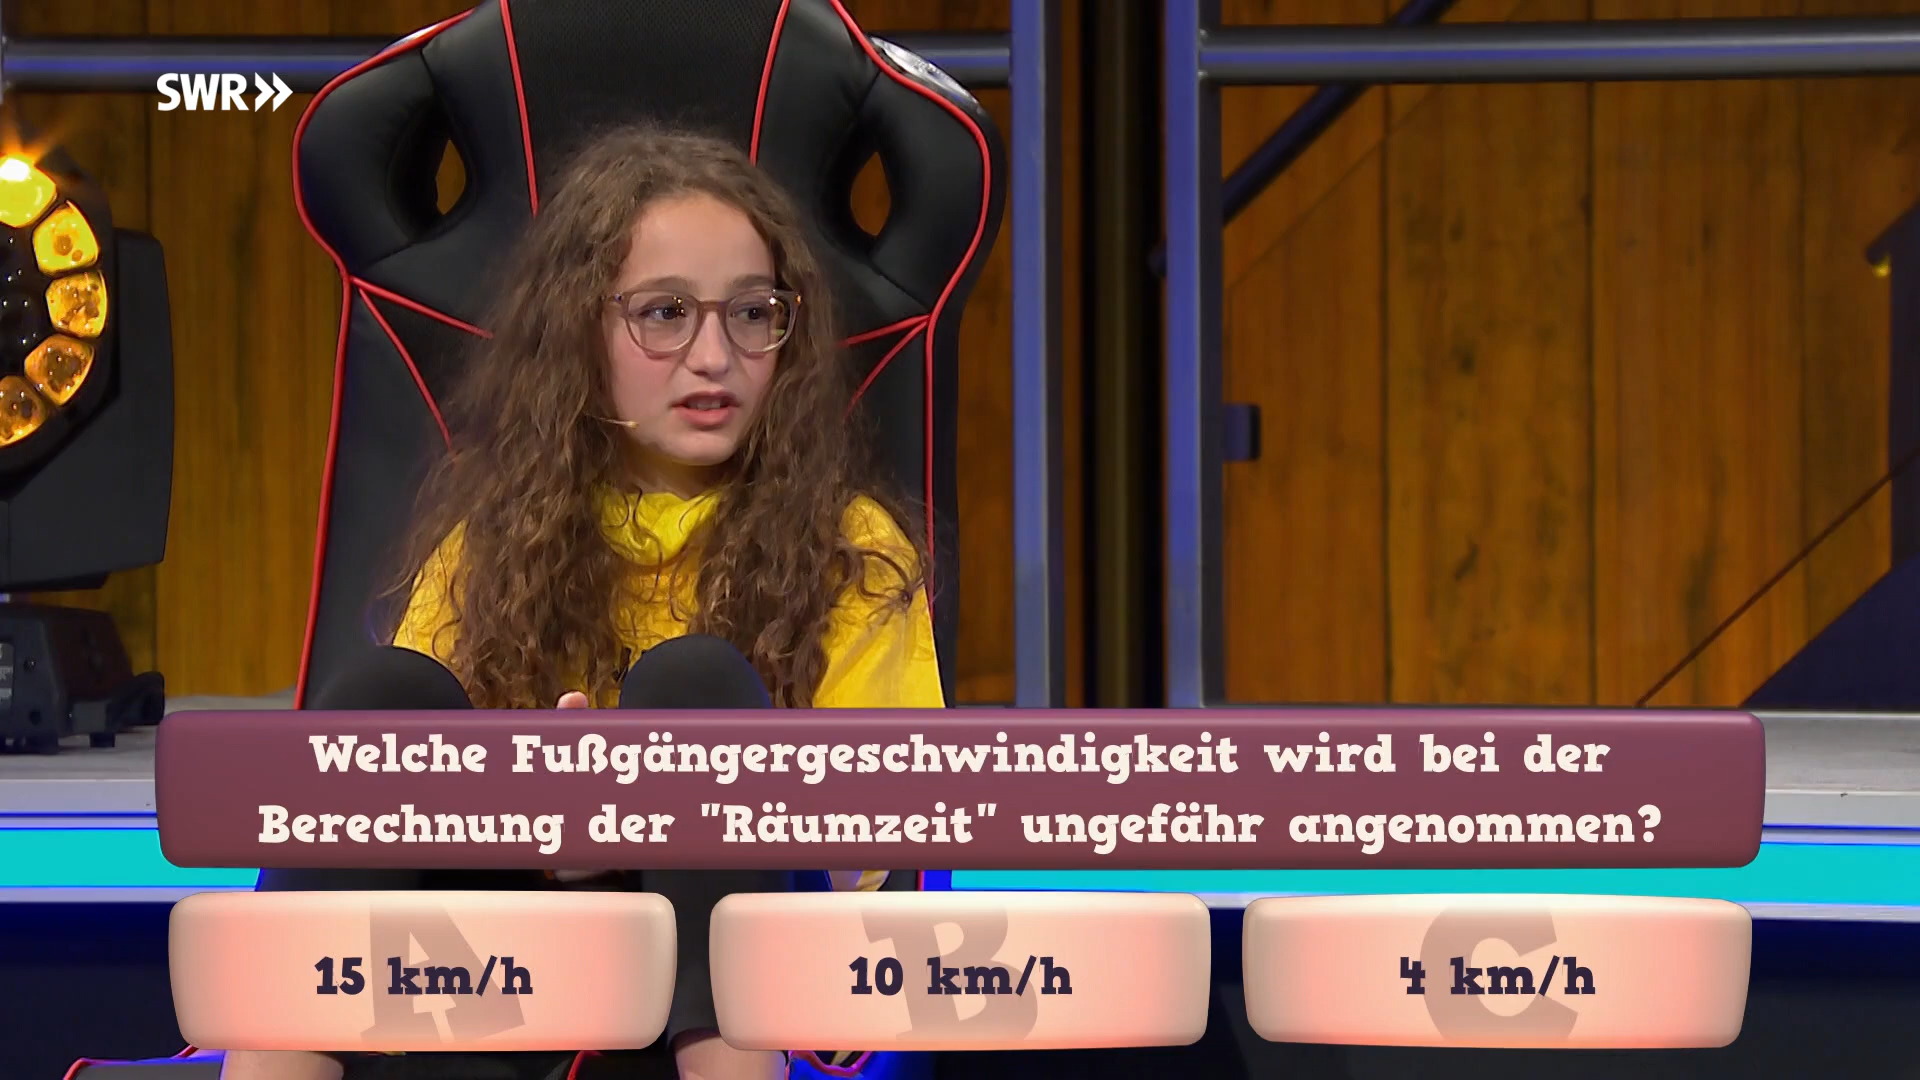 SWR
Welche Fußgängergeschwindigkeit wird bei der
Berechnung der "Räumzeit" ungefähr angenommen?
A
15 km/h
B
10 km/h
C
4 km/h